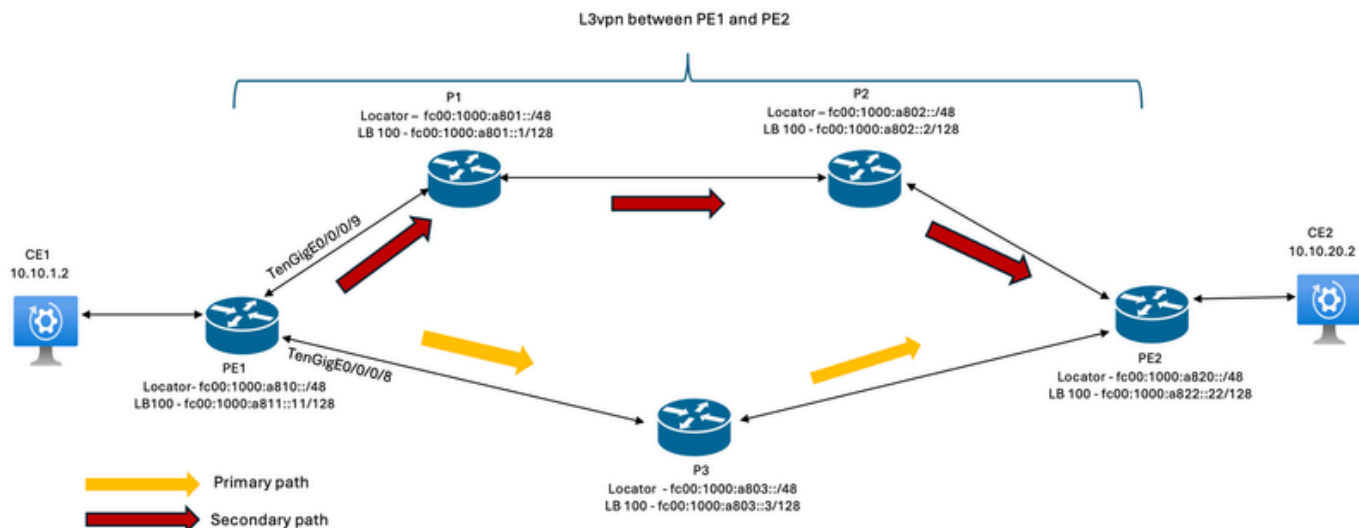 L3vpn between PE1 and PE2
P1
Locator – fc00:1000:a801::/48
LB 100 - fc00:1000:a801::1/128
P2
Locator – fc00:1000:a802::/48
LB 100 - fc00:1000:a802::2/128
TenGigE0/0/0/9
CE1
10.10.1.2
CE2
10.10.20.2
TenGigE0/0/0/8
PE1
Locator- fc00:1000:a810::/48
LB100 - fc00:1000:a811::11/128
PE2
Locator - fc00:1000:a820::/48
LB 100 - fc00:1000:a822::22/128
P3
Locator - fc00:1000:a803::/48
LB 100 - fc00:1000:a803::3/128
Primary path
Secondary path